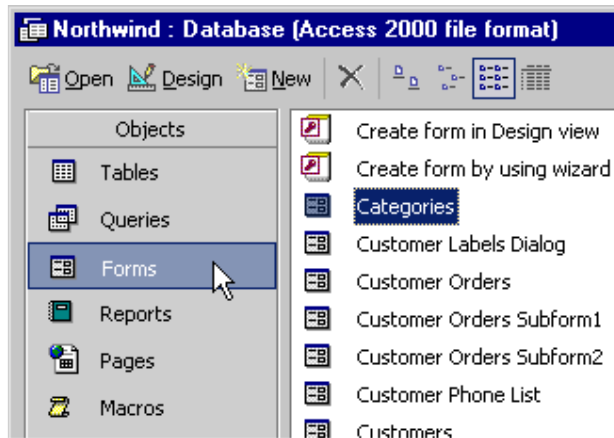 Northwind : Database (Access 2000 file format)
Open Design New
Objects
Tables
Queries
Forms
Reports
Pages
Macros
Create form in Design view
Create form by using wizard
Categories
Customer Labels Dialog
Customer Orders
Customer Orders Subform1
Customer Orders Subform2
Customer Phone List
Customers